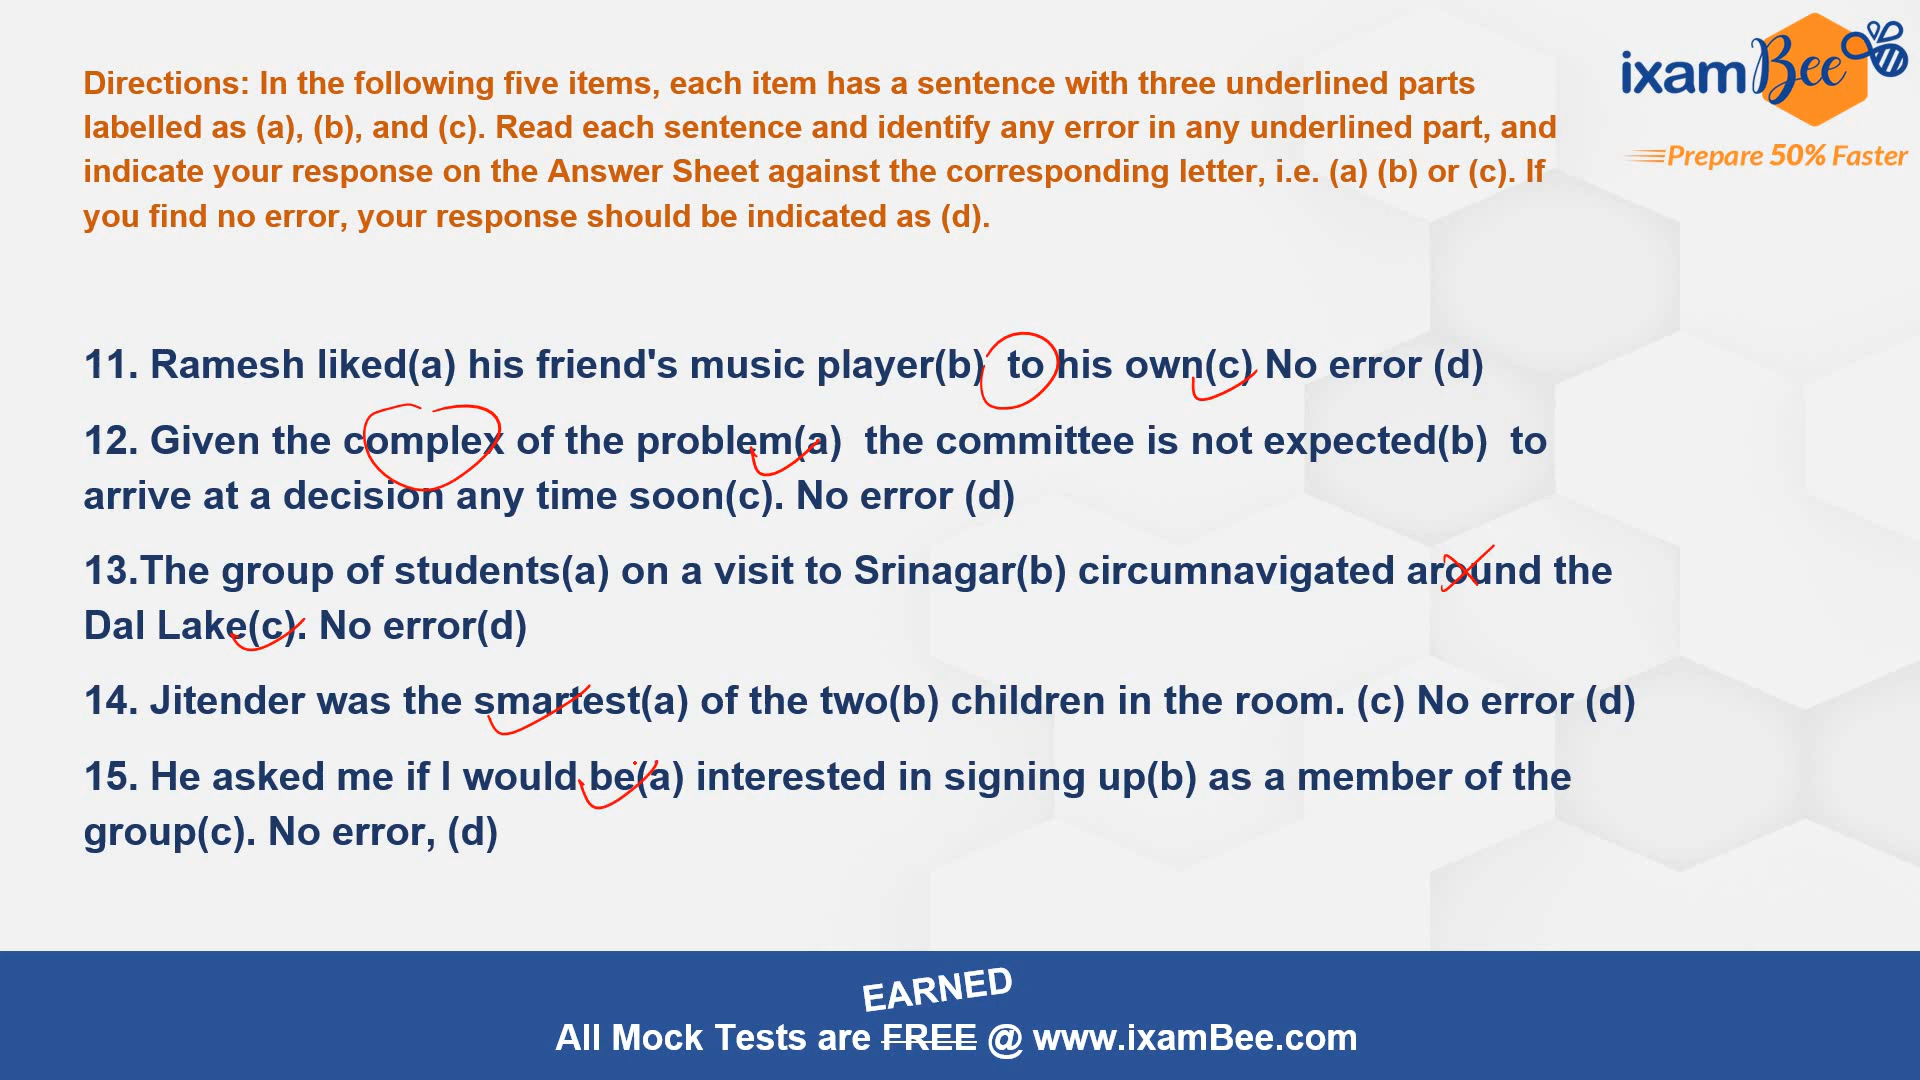 ixamBee
Prepare 50% Faster
Directions: In the following five items, each item has a sentence with three underlined parts
labelled as (a), (b), and (c). Read each sentence and identify any error in any underlined part, and
indicate your response on the Answer Sheet against the corresponding letter, i.e. (a) (b) or (c). If
you find no error, your response should be indicated as (d).
11. Ramesh liked(a) his friend's music player(b) to his own(c) No error (d)
12. Given the complex of the problem(a) the committee is not expected(b) to
arrive at a decision any time soon(c). No error (d)
13.The group of students(a) on a visit to Srinagar(b) circumnavigated around the
Dal Lake(c). No error(d)
14. Jitender was the smartest(a) of the two(b) children in the room. (c) No error (d)
15. He asked me if I would be(a) interested in signing up(b) as a member of the
group(c). No error, (d)
EARNED
All Mock Tests are FREE @ www.ixamBee.com